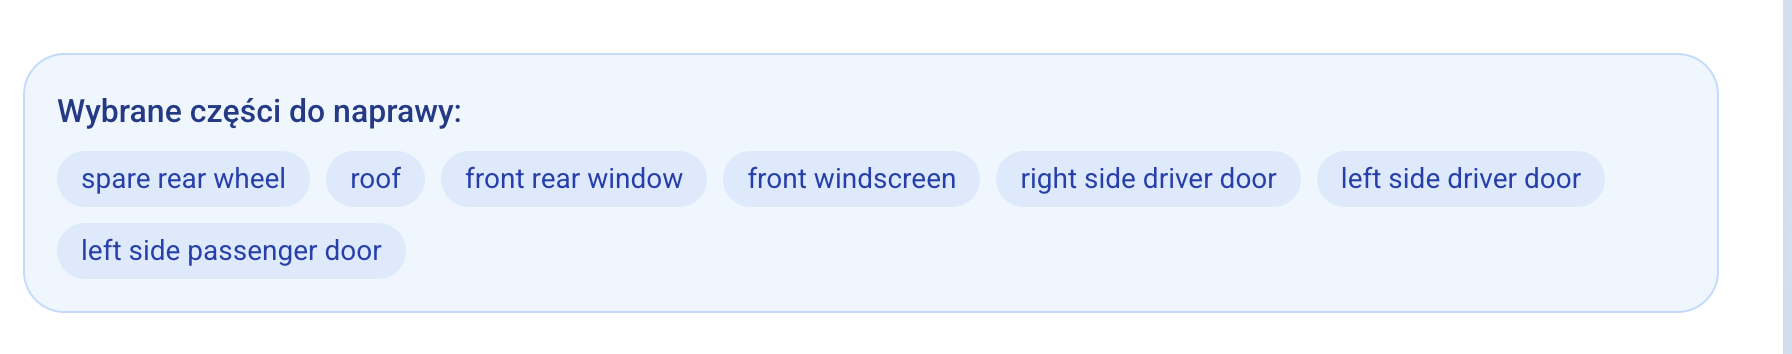 Wybrane części do naprawy:
spare rear wheel roof front rear window front windscreen right side driver door left side driver door
left side passenger door